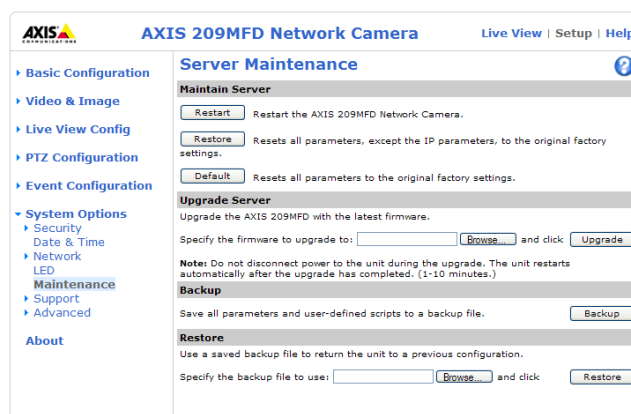 AXIS
COMMUNICATIONS
AXIS 209MFD Network Camera
Live View | Setup | Help
Basic Configuration
Video & Image
Live View Config
PTZ Configuration
Event Configuration
System Options
Security
Date & Time
Network
LED
Maintenance
Support
Advanced
About
Server Maintenance
?
Maintain Server
Restart Restart the AXIS 209MFD Network Camera.
Restore Resets all parameters, except the IP parameters, to the original factory
settings.
Default Resets all parameters to the original factory settings.
Upgrade Server
Upgrade the AXIS 209MFD with the latest firmware.
Specify the firmware to upgrade to: Browse... and click Upgrade
Note: Do not disconnect power to the unit during the upgrade. The unit restarts
automatically after the upgrade has completed. (1-10 minutes.)
Backup
Save all parameters and user-defined scripts to a backup file. Backup
Restore
Use a saved backup file to return the unit to a previous configuration.
Specify the backup file to use: Browse... and click Restore